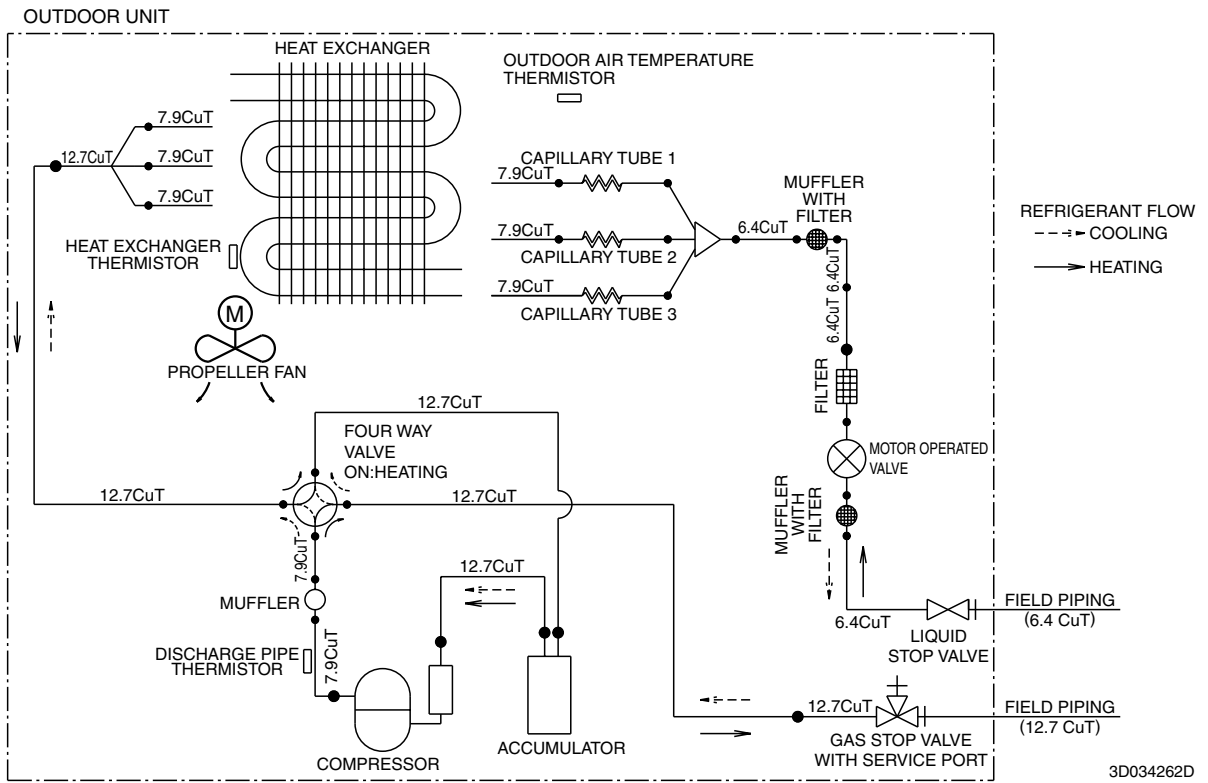 OUTDOOR UNIT
HEAT EXCHANGER
OUTDOOR AIR TEMPERATURE
THERMISTOR
7.9CuT
12.7CuT
7.9CuT
7.9CuT
HEAT EXCHANGER
THERMISTOR
M
PROPELLER FAN
CAPILLARY TUBE 1
7.9CuT
7.9CuT
CAPILLARY TUBE 2
7.9CuT
CAPILLARY TUBE 3
6.4CuT
MUFFLER
WITH
FILTER
6.4CuT
6.4CuT
FILTER
MOTOR OPERATED
VALVE
MUFFLER
WITH
FILTER
REFRIGERANT FLOW
COOLING
HEATING
12.7CuT
FOUR WAY
VALVE
ON:HEATING
12.7CuT
12.7CuT
7.9CuT
MUFFLER
DISCHARGE PIPE
THERMISTOR
7.9CuT
12.7CuT
COMPRESSOR
ACCUMULATOR
6.4CuT
LIQUID
STOP VALVE
FIELD PIPING
(6.4 CuT)
12.7CuT
GAS STOP VALVE
WITH SERVICE PORT
FIELD PIPING
(12.7 CuT)
3D034262D